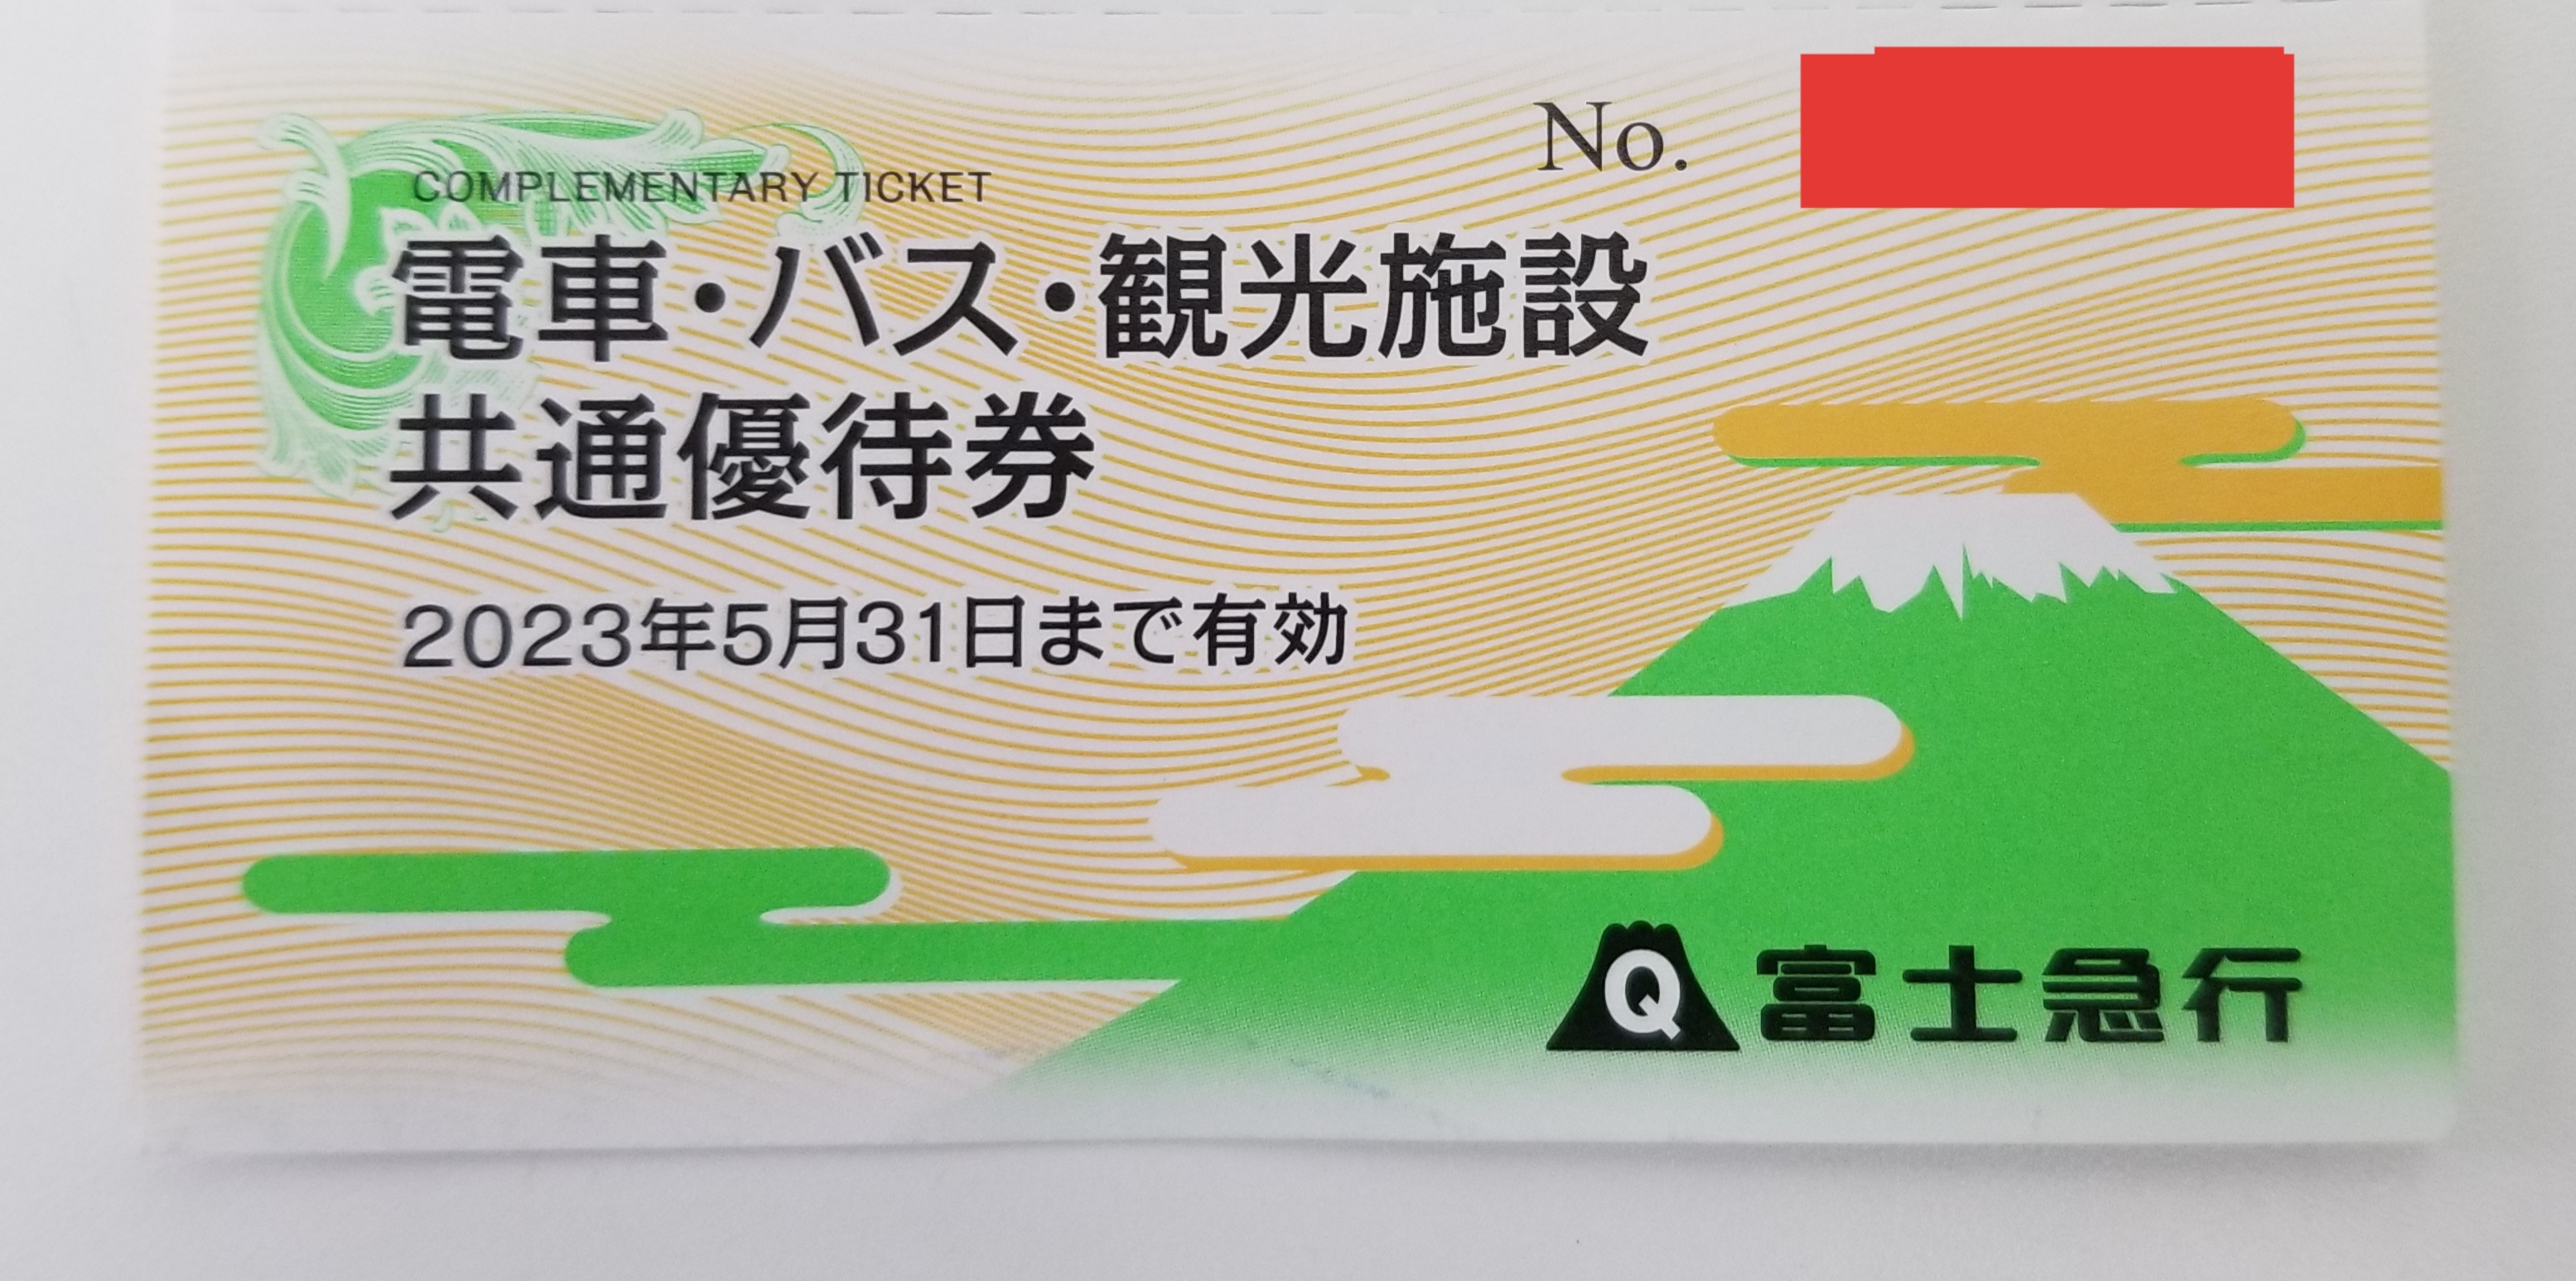 No.
COMPLEMENTARY TICKET
電車・バス・観光施設
共通優待券
2023年5月31日まで有効
Q 富士急行